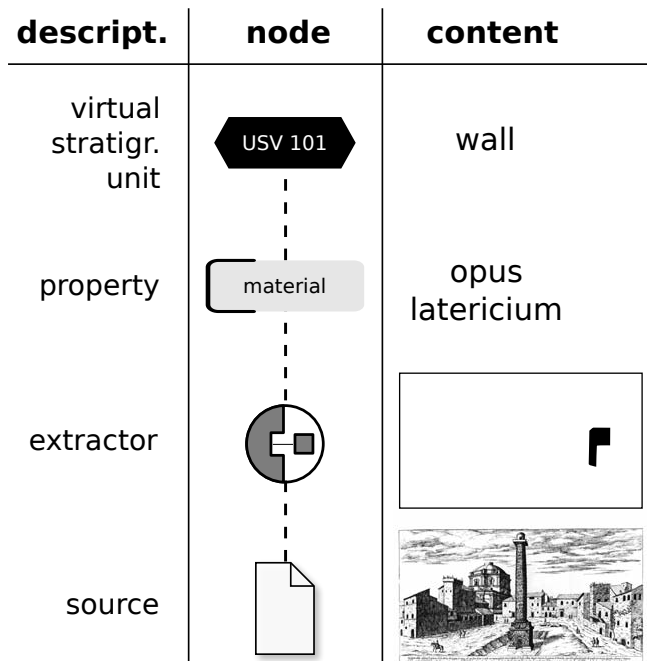 descript. node content
virtual
stratigr.
unit
USV 101
wall
property
material
opus
latericium
extractor
source